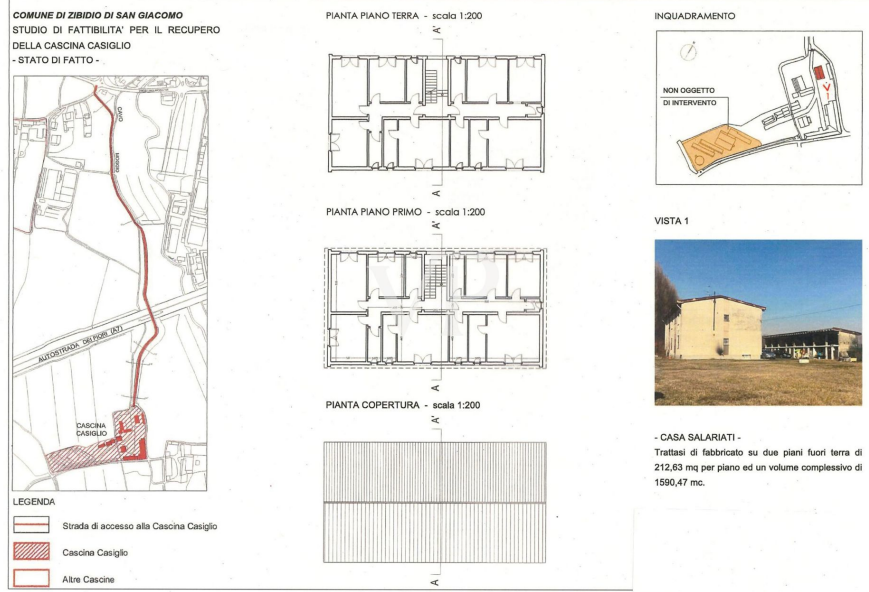 COMUNE DI ZIBIDO DI SAN GIACOMO
STUDIO DI FATTIBILITA' PER IL RECUPERO
DELLA CASCINA CASIGLIO
- STATO DI FATTO -
CAVO
AUTOSTRADA DEI FIORI (A7)
CASCINA
CASIGLIO
LEGENDA
Strada di accesso alla Cascina Casiglio
Cascina Casiglio
Altre Cascine
PIANTA PIANO TERRA - scala 1:200
A'
A
PIANTA PIANO PRIMO - scala 1:200
A'
VP
A
PIANTA COPERTURA - scala 1:200
A'
A
INQUADRAMENTO
NON OGGETTO
DI INTERVENTO
1
VISTA 1
- CASA SALARIATI -
Trattasi di fabbricato su due piani fuori terra di
212,63 mq per piano ed un volume complessivo di
1590,47 mc.